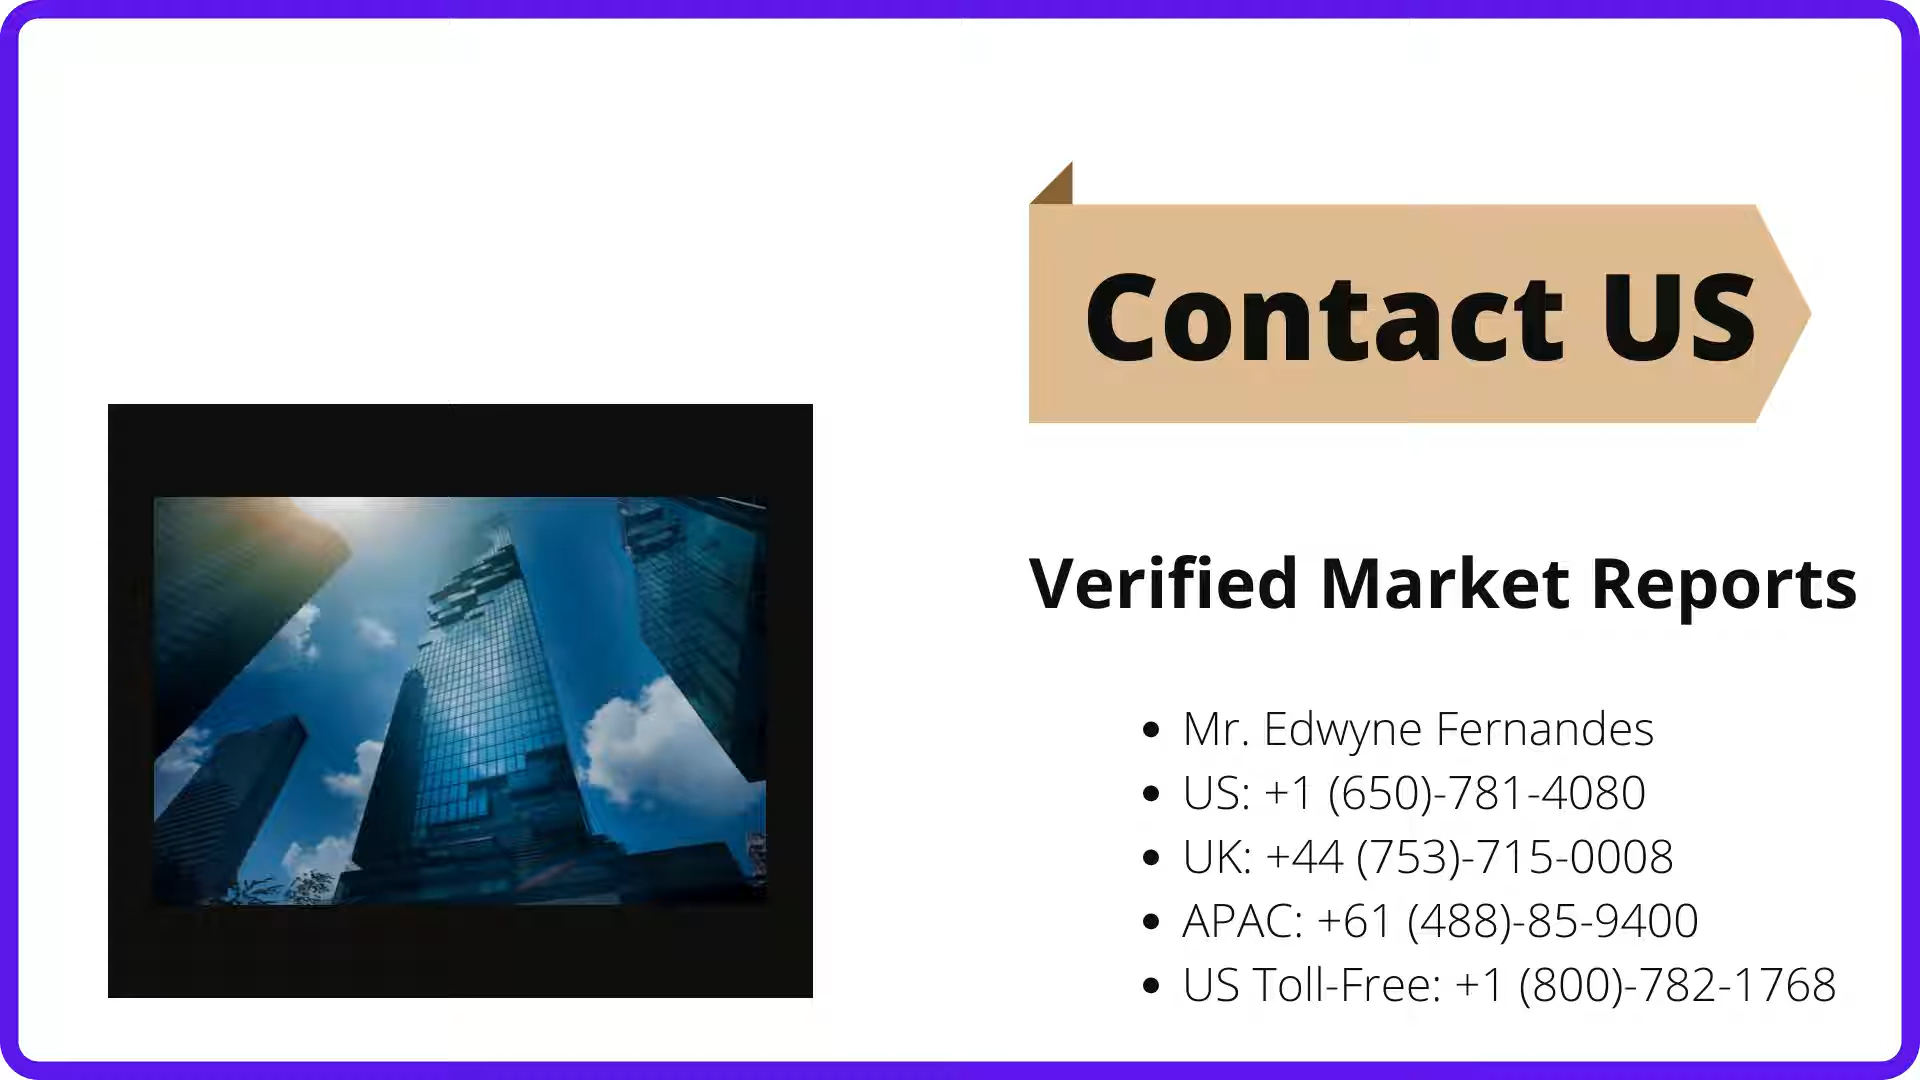 Contact US
Verified Market Reports
• Mr. Edwyne Fernandes
• US: +1 (650)-781-4080
• UK: +44 (753)-715-0008
• APAC: +61 (488)-85-9400
• US Toll-Free: +1 (800)-782-1768